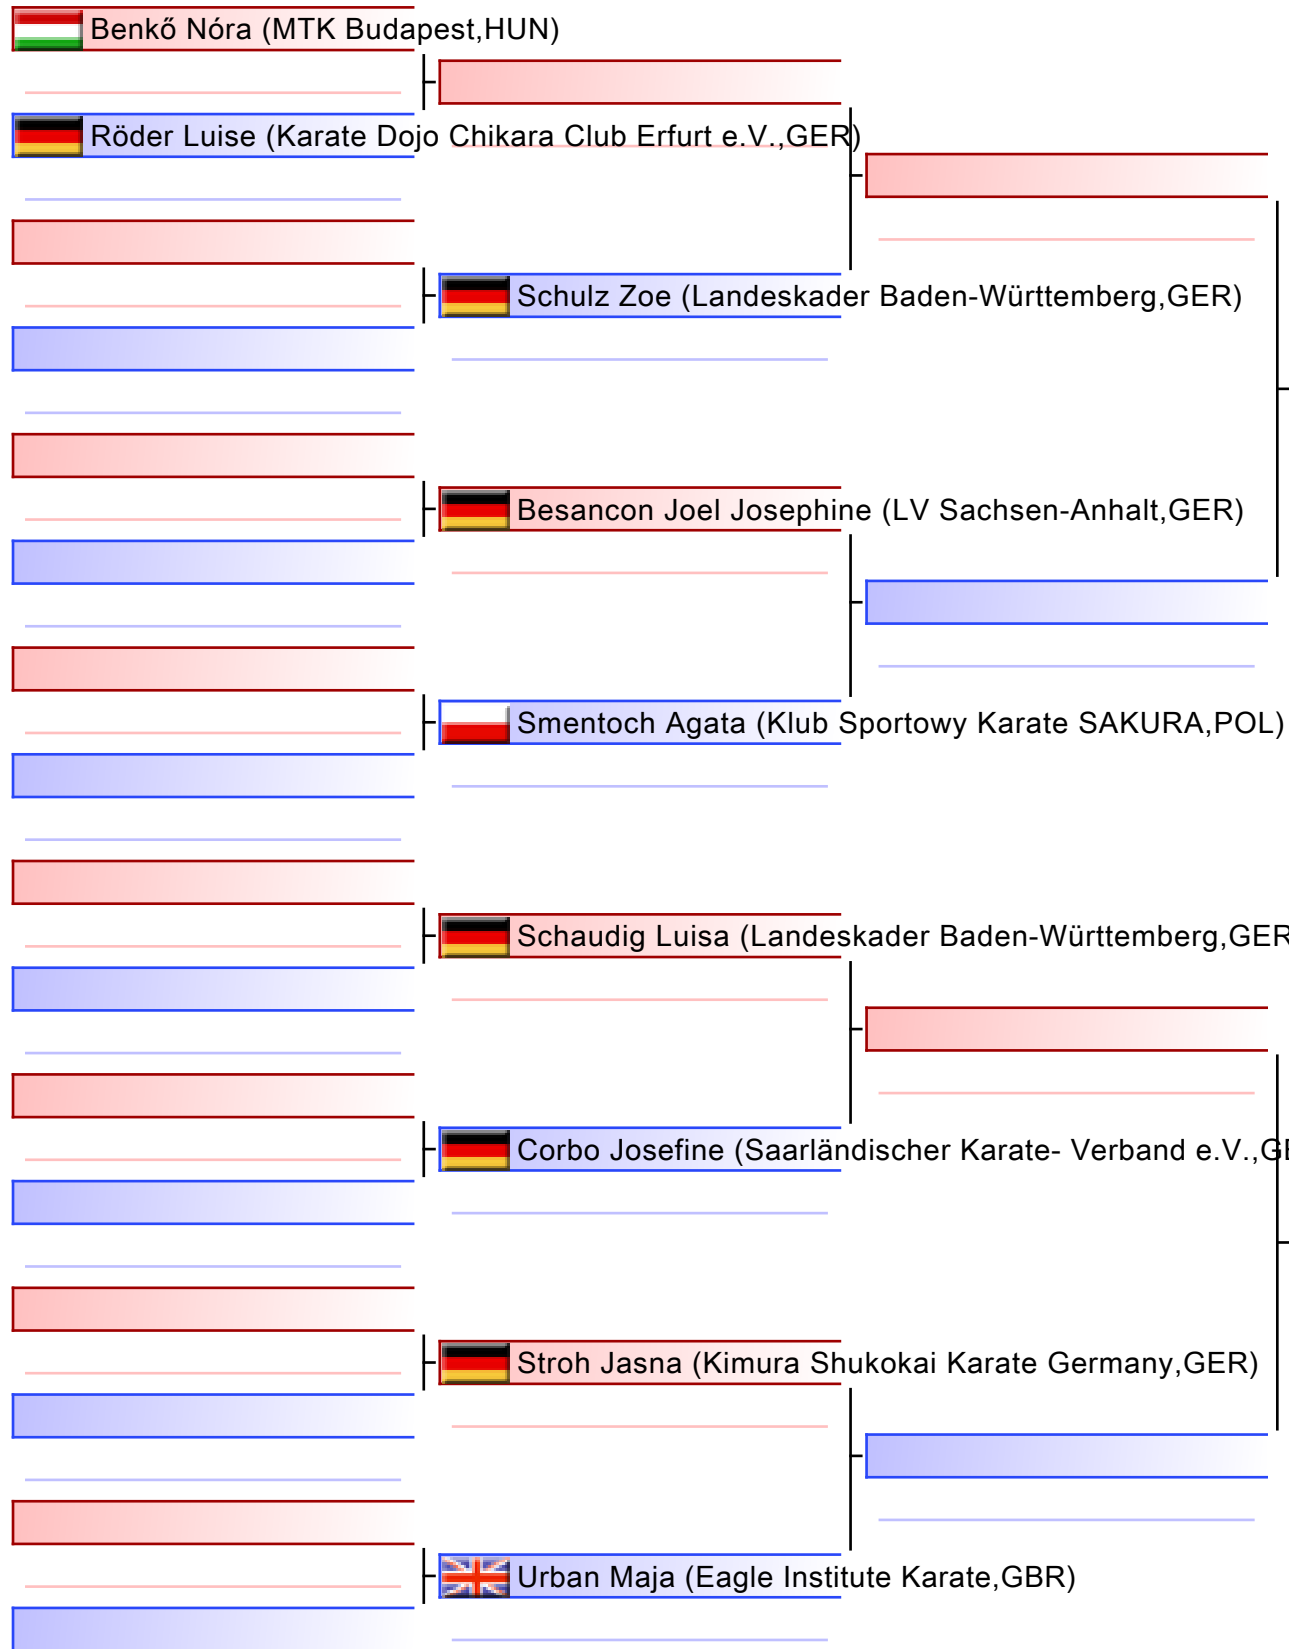 Benkő Nóra (MTK Budapest,HUN)
Röder Luise (Karate Dojo Chikara Club Erfurt e.V.,GER)
Schulz Zoe (Landeskader Baden-Württemberg,GER)
Besancon Joel Josephine (LV Sachsen-Anhalt,GER)
Smentoch Agata (Klub Sportowy Karate SAKURA,POL)
Schaudig Luisa (Landeskader Baden-Württemberg,GER
Corbo Josefine (Saarländischer Karate- Verband e.V.,GE
Stroh Jasna (Kimura Shukokai Karate Germany,GER)
Urban Maja (Eagle Institute Karate,GBR)